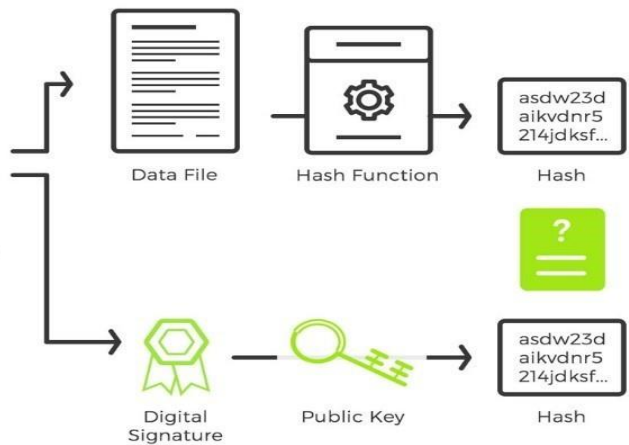 asdw23d
aikvdnr5
214jdksf...
Data File
Hash Function
Hash
?
asdw23d
aikvdnr5
214jdksf...
Digital
Signature
Public Key
Hash